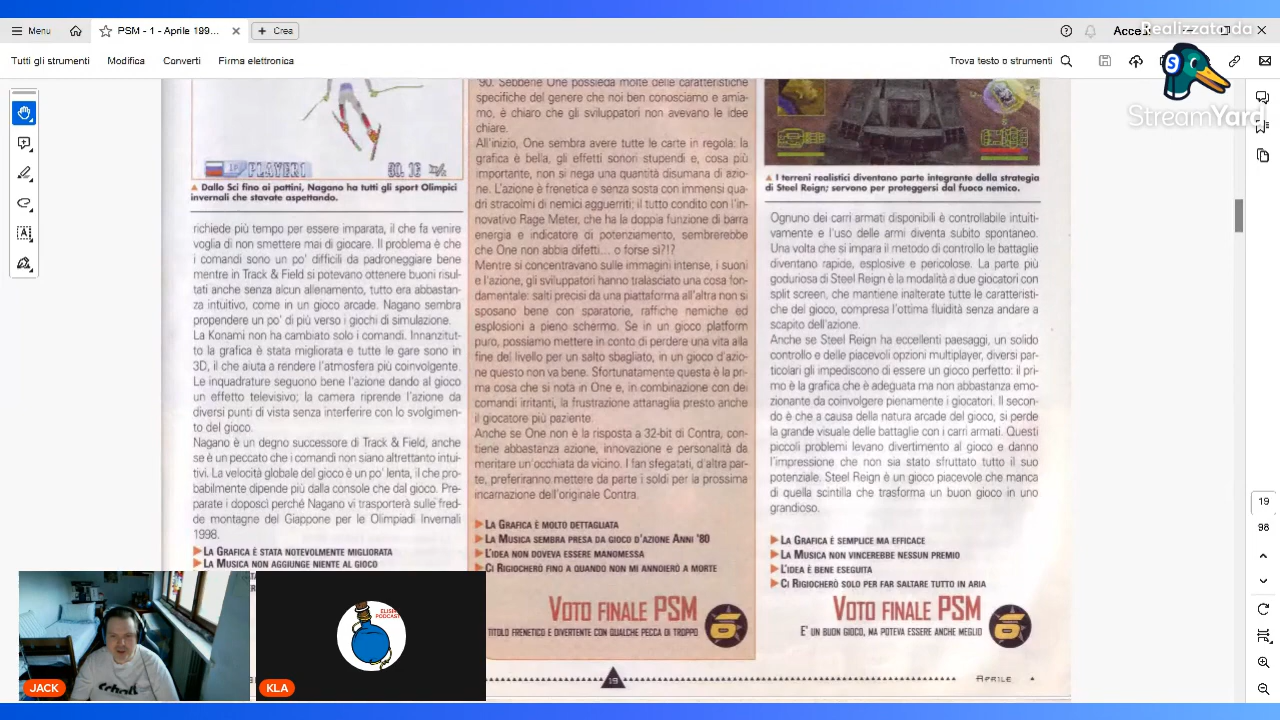 Menu
PSM - 1 - Aprile 199...
Crea
Acce
Realizzato da
Tutti gli strumenti
Modifica
Converti
Firma elettronica
Trova testo o strumenti
StreamYard
PLAYER1
30.16
▲ Dallo Sci fino ai pattini, Nagano ha tutti gli sport Olimpici
invernali che stavate aspettando.
richiede più tempo per essere imparata, il che fa venire
voglia di non smettere mai di giocare. Il problema è che
i comandi sono un po' difficili da padroneggiare bene
mentre in Track & Field si potevano ottenere buoni risul-
tati anche senza alcun allenamento, tutto era abbastan-
za intuitivo, come in un gioco arcade. Nagano sembra
propendere un po' di più verso i giochi di simulazione.
La Konami non ha cambiato solo i comandi. Innanzitut-
to la grafica è stata migliorata e tutte le gare sono in
3D, il che aiuta a rendere l'atmosfera più coinvolgente.
Le inquadrature seguono bene l'azione dando al gioco
un effetto televisivo; la camera riprende l'azione da
diversi punti di vista senza interferire con lo svolgimen-
to del gioco.
Nagano è un degno successore di Track & Field, anche
se è un peccato che i comandi non siano altrettanto intui-
tivi. La velocità globale del gioco è un po' lenta, il che pro-
babilmente dipende più dalla console che dal gioco. Pre-
parate i doposci perché Nagano vi trasporterà sulle fred-
de montagne del Giappone per le Olimpiadi Invernali
1998.
La Grafica è stata notevolmente migliorata
La Musica non aggiunge niente al gioco
'90. Sebbene One possieda molte delle caratteristiche
specifiche del genere che noi ben conosciamo e amia-
mo, è chiaro che gli sviluppatori non avevano le idee
chiare.
All'inizio, One sembra avere tutte le carte in regola: la
grafica è bella, gli effetti sonori stupendi e, cosa più
importante, non si nega una quantità disumana di azio-
ne. L'azione è frenetica e senza sosta con immensi qua-
dri stracolmi di nemici agguerriti; il tutto condito con l'in-
novativo Rage Meter, che ha la doppia funzione di barra
energia e indicatore di potenziamento, sembrerebbe
che One non abbia difetti... o forse sì?!?
Mentre si concentravano sulle immagini intense, i suoni
e l'azione, gli sviluppatori hanno tralasciato una cosa fon-
damentale: salti precisi da una piattaforma all'altra non si
sposano bene con sparatorie, raffiche nemiche ed
esplosioni a pieno schermo. Se in un gioco platform
puro, possiamo mettere in conto di perdere una vita alla
fine del livello per un salto sbagliato, in un gioco d'azio-
ne questo non va bene. Sfortunatamente questa è la pri-
ma cosa che si nota in One e, in combinazione con dei
comandi irritanti, la frustrazione attanaglia presto anche
il giocatore più paziente.
Anche se One non è la risposta a 32-bit di Contra, con-
tiene abbastanza azione, innovazione e personalità da
meritare un'occhiata da vicino. I fan sfegatati, d'altra par-
te, preferiranno mettere da parte i soldi per la prossima
incarnazione dell'originale Contra.
La Grafica è molto dettagliata
La Musica sembra presa da gioco d'azione Anni '80
L'idea non doveva essere manomessa
Ci Rigiocherò fino a quando non mi annoierò a morte
Voto finale PSM
6
titolo frenetico e divertente con qualche pecca di troppo
▲ I terreni realistici diventano parte integrante della strategia
di Steel Reign; servono per proteggersi dal fuoco nemico.
Ognuno dei carri armati disponibili è controllabile intuiti-
vamente e l'uso delle armi diventa subito spontaneo.
Una volta che si impara il metodo di controllo le battaglie
diventano rapide, esplosive e pericolose. La parte più
goduriosa di Steel Reign è la modalità a due giocatori con
split screen, che mantiene inalterate tutte le caratteristi-
che del gioco, compresa l'ottima fluidità senza andare a
scapito dell'azione.
Anche se Steel Reign ha eccellenti paesaggi, un solido
controllo e delle piacevoli opzioni multiplayer, diversi par-
ticolari gli impediscono di essere un gioco perfetto: il pri-
mo è la grafica che è adeguata ma non abbastanza emo-
zionante da coinvolgere pienamente i giocatori. Il secon-
do è che a causa della natura arcade del gioco, si perde
la grande visuale delle battaglie con i carri armati. Questi
piccoli problemi levano divertimento al gioco e danno
l'impressione che non sia stato sfruttato tutto il suo
potenziale. Steel Reign è un gioco piacevole che manca
di quella scintilla che trasforma un buon gioco in uno
grandioso.
La Grafica è semplice ma efficace
La Musica non vincerebbe nessun premio
L'idea è bene eseguita
Ci Rigiocherò solo per far saltare tutto in aria
Voto finale PSM
6
E' un buon gioco, ma poteva essere anche meglio
19
Aprile
19
98
ELISIR
PODCAST
JACK
KLA